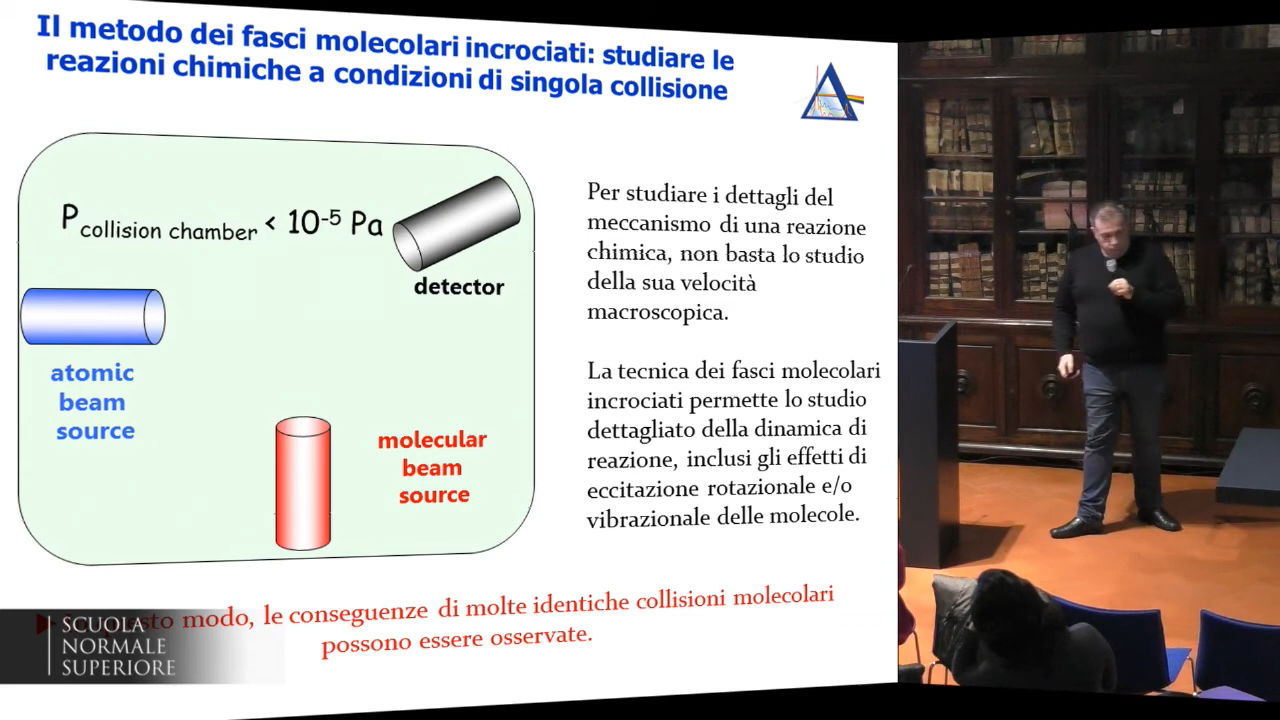 Il metodo dei fasci molecolari incrociati: studiare le
reazioni chimiche a condizioni di singola collisione
P collision chamber < 10-5 Pa
detector
atomic
beam
source
molecular
beam
source
Per studiare i dettagli del
meccanismo di una reazione
chimica, non basta lo studio
della sua velocità
macroscopica.
La tecnica dei fasci molecolari
incrociati permette lo studio
dettagliato della dinamica di
reazione, inclusi gli effetti di
eccitazione rotazionale e/o
vibrazionale delle molecole.
modo, le conseguenze di molte identiche collisioni molecolari
possono essere osservate.
SCUOLA
NORMALE
SUPERIORE